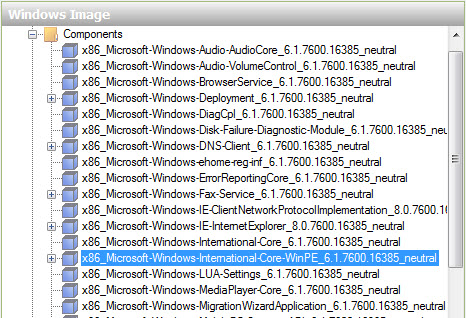 Windows Image
Components
x86_Microsoft-Windows-Audio-AudioCore_6.1.7600.16385_neutral
x86_Microsoft-Windows-Audio-VolumeControl_6.1.7600.16385_neutral
x86_Microsoft-Windows-BrowserService_6.1.7600.16385_neutral
x86_Microsoft-Windows-Deployment_6.1.7600.16385_neutral
x86_Microsoft-Windows-DiagCpl_6.1.7600.16385_neutral
x86_Microsoft-Windows-Disk-Failure-Diagnostic-Module_6.1.7600.16385_neutral
x86_Microsoft-Windows-DNS-Client_6.1.7600.16385_neutral
x86_Microsoft-Windows-ehome-reg-inf_6.1.7600.16385_neutral
x86_Microsoft-Windows-ErrorReportingCore_6.1.7600.16385_neutral
x86_Microsoft-Windows-Fax-Service_6.1.7600.16385_neutral
x86_Microsoft-Windows-IE-ClientNetworkProtocolImplementation_8.0.7600.16
x86_Microsoft-Windows-IE-InternetExplorer_8.0.7600.16385_neutral
x86_Microsoft-Windows-International-Core_6.1.7600.16385_neutral
x86_Microsoft-Windows-International-Core-WinPE_6.1.7600.16385_neutral
x86_Microsoft-Windows-LUA-Settings_6.1.7600.16385_neutral
x86_Microsoft-Windows-MediaPlayer-Core_6.1.7600.16385_neutral
x86_Microsoft-Windows-MigrationWizardApplication_6.1.7600.16385_neutral